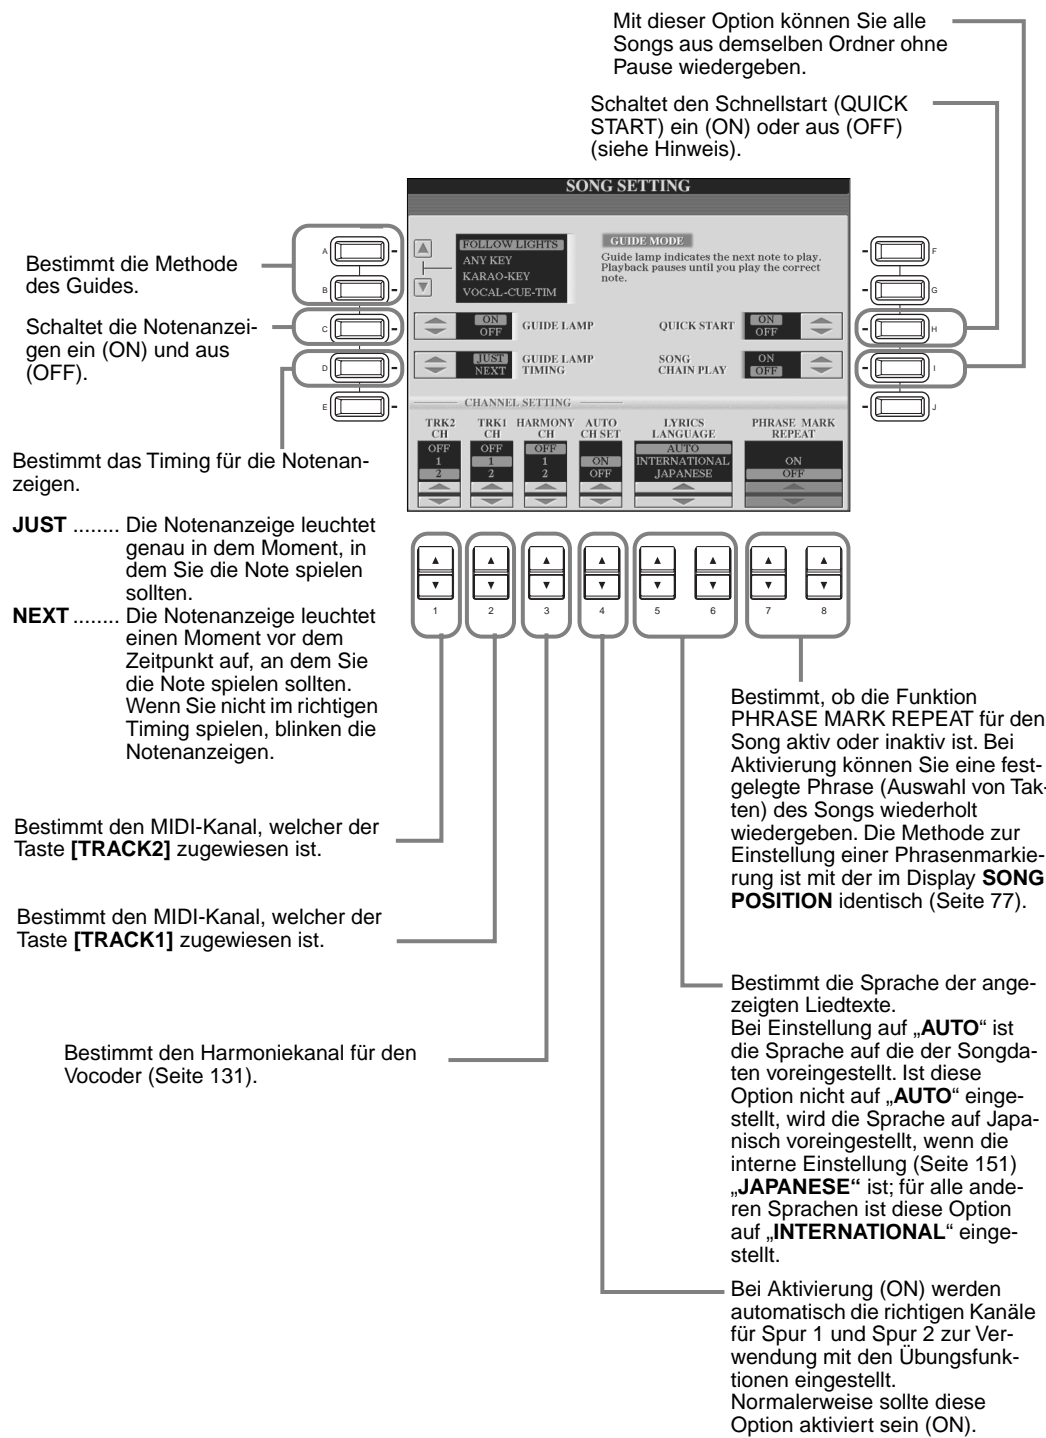 Mit dieser Option können Sie alle
Songs aus demselben Ordner ohne
Pause wiedergeben.
Schaltet den Schnellstart (QUICK
START) ein (ON) oder aus (OFF)
(siehe Hinweis).
Bestimmt die Methode
des Guides.
Schaltet die Notenanzei-
gen ein (ON) und aus
(OFF).
Bestimmt das Timing für die Notenan-
zeigen.
SONG SETTING
A
B
C
D
E
FOLLOW LIGHTS
ANY KEY
KARAO-KEY
VOCAL-CUE-TIM
GUIDE MODE
Guide lamp indicates the next note to play.
Playback pauses until you play the correct
note.
ON
OFF
GUIDE LAMP
QUICK START
ON
OFF
JUST
NEXT
GUIDE LAMP
TIMING
SONG
CHAIN PLAY
ON
OFF
F
G
H
I
J
CHANNEL SETTING
TRK2
CH
OFF
1
2
TRK1
CH
OFF
1
2
HARMONY
CH
OFF
1
2
AUTO
CH SET
ON
OFF
LYRICS
LANGUAGE
AUTO
INTERNATIONAL
JAPANESE
PHRASE MARK
REPEAT
ON
OFF
1 2 3 4 5 6 7 8
JUST ........ Die Notenanzeige leuchtet
genau in dem Moment, in
dem Sie die Note spielen
sollten.
NEXT ........ Die Notenanzeige leuchtet
einen Moment vor dem
Zeitpunkt auf, an dem Sie
die Note spielen sollten.
Wenn Sie nicht im richtigen
Timing spielen, blinken die
Notenanzeigen.
Bestimmt den MIDI-Kanal, welcher der
Taste [TRACK2] zugewiesen ist.
Bestimmt den MIDI-Kanal, welcher der
Taste [TRACK1] zugewiesen ist.
Bestimmt den Harmoniekanal für den
Vocoder (Seite 131).
Bestimmt, ob die Funktion
PHRASE MARK REPEAT für den
Song aktiv oder inaktiv ist. Bei
Aktivierung können Sie eine fest-
gelegte Phrase (Auswahl von Tak-
ten) des Songs wiederholt
wiedergeben. Die Methode zur
Einstellung einer Phrasenmarkie-
rung ist mit der im Display SONG
POSITION identisch (Seite 77).
Bestimmt die Sprache der ange-
zeigten Liedtexte.
Bei Einstellung auf „AUTO“ ist
die Sprache auf die der Songda-
ten voreingestellt. Ist diese
Option nicht auf „AUTO“ einge-
stellt, wird die Sprache auf Japa-
nisch voreingestellt, wenn die
interne Einstellung (Seite 151)
„JAPANESE“ ist; für alle ande-
ren Sprachen ist diese Option
auf „INTERNATIONAL“ einge-
stellt.
Bei Aktivierung (ON) werden
automatisch die richtigen Kanäle
für Spur 1 und Spur 2 zur Ver-
wendung mit den Übungsfunk-
tionen eingestellt.
Normalerweise sollte diese
Option aktiviert sein (ON).